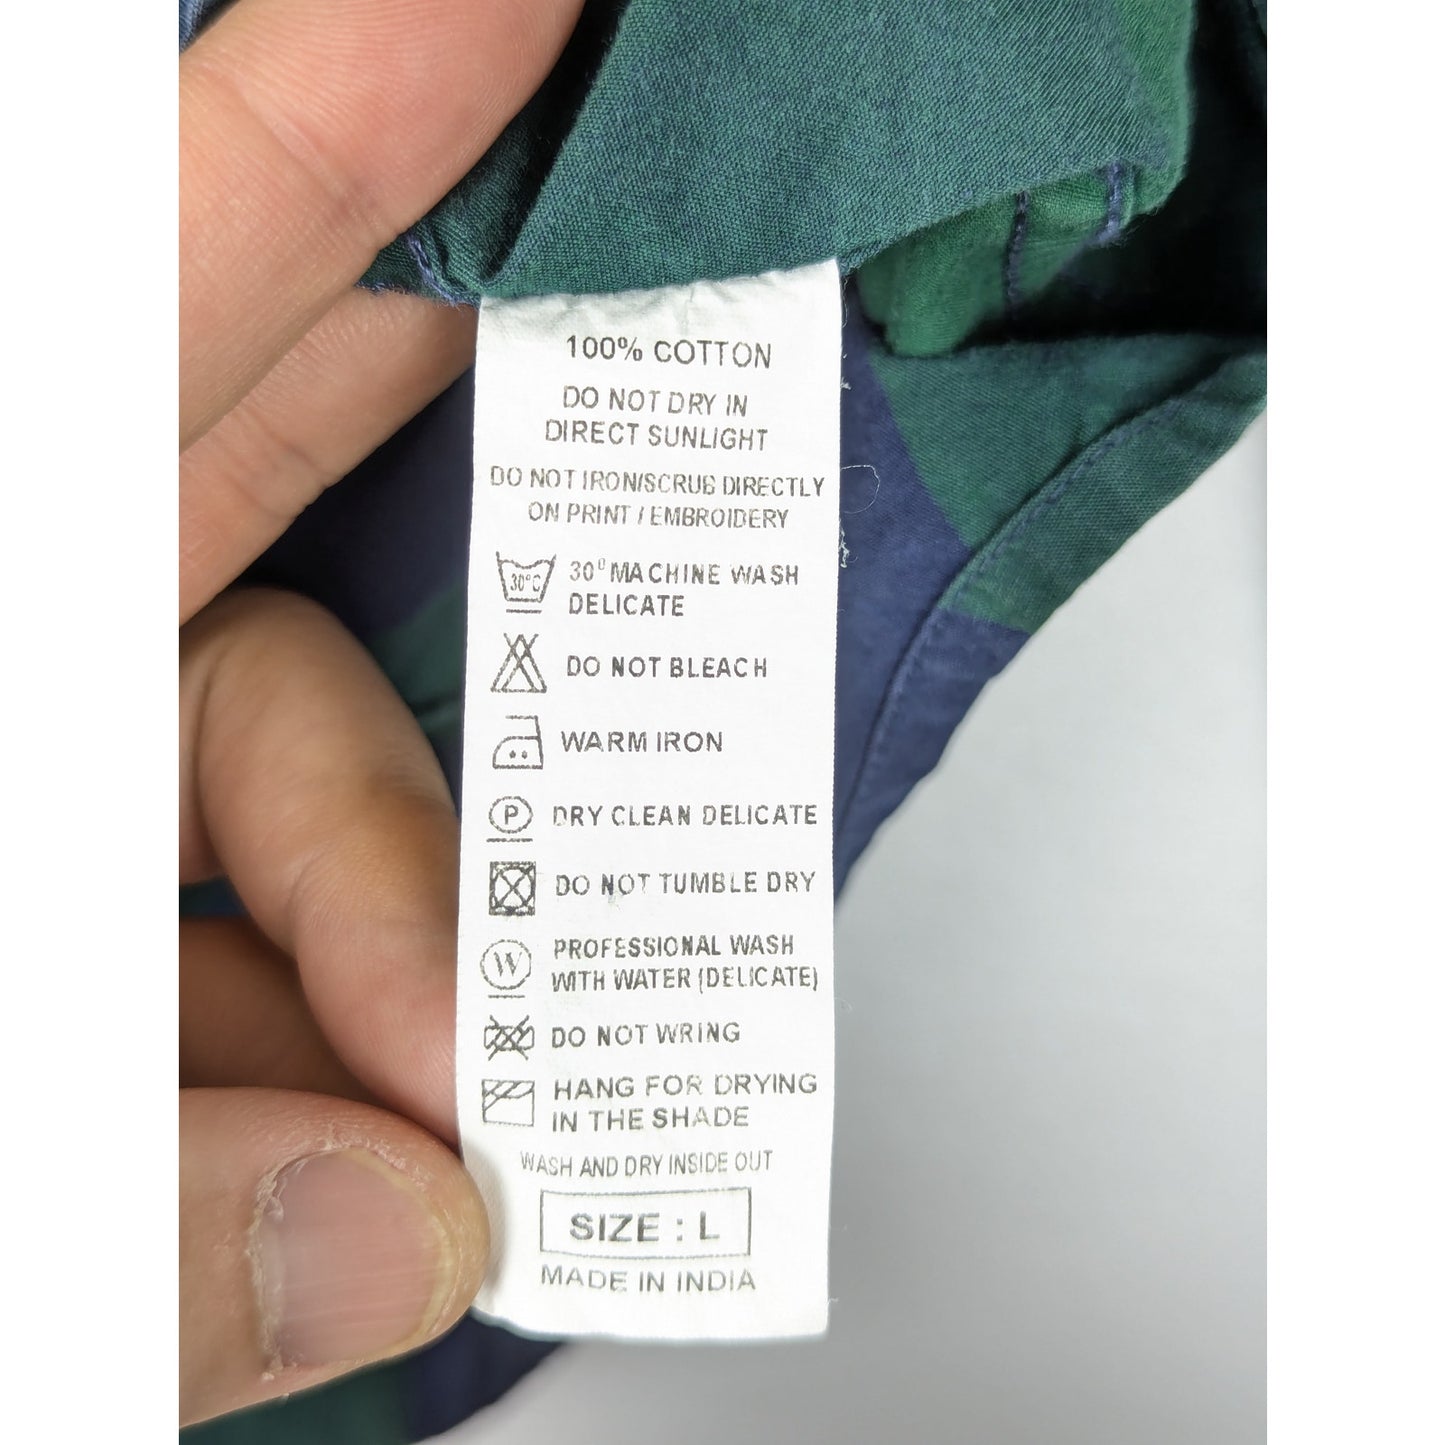 100% COTTON
DO NOT DRY IN
DIRECT SUNLIGHT
DO NOT IRON/SCRUB DIRECTLY
ON PRINT / EMBROIDERY
30°C
30⁰ MACHINE WASH
DELICATE
DO NOT BLEACH
WARM IRON
P
DRY CLEAN DELICATE
DO NOT TUMBLE DRY
W
PROFESSIONAL WASH
WITH WATER (DELICATE)
DO NOT WRING
HANG FOR DRYING
IN THE SHADE
WASH AND DRY INSIDE OUT
SIZE : L
MADE IN INDIA